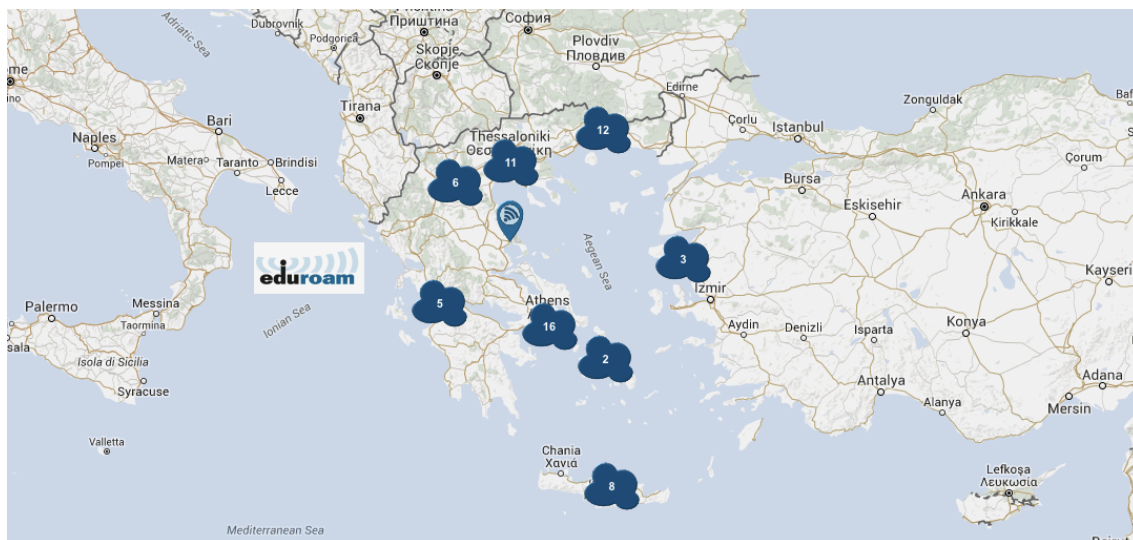 Adriatic Sea
Dubrovnik
Podgorica
Приштина
София
Plovdiv
Пловдив
Skopje
Скопје
Edirne
Zonguldak
Tirana
Çorlu
Istanbul
Bari
Naples
Pompei
Matera
Taranto
Brindisi
Lecce
Thessaloniki
12
11
6
Bursa
Ankara
Çorum
Eskisehir
Kirikkale
Aegean Sea
3
Izmir
Kayseri
eduroam
5
Athens
16
2
Palermo
Messina
Taormina
Ionian Sea
Isola di Sicilia
Syracuse
Aydin
Denizli
Isparta
Konya
Antalya
Alanya
Adana
Mersin
Valletta
Chania
Χανιά
8
Lefkoşa
Λευκωσία
Mediterranean Sea